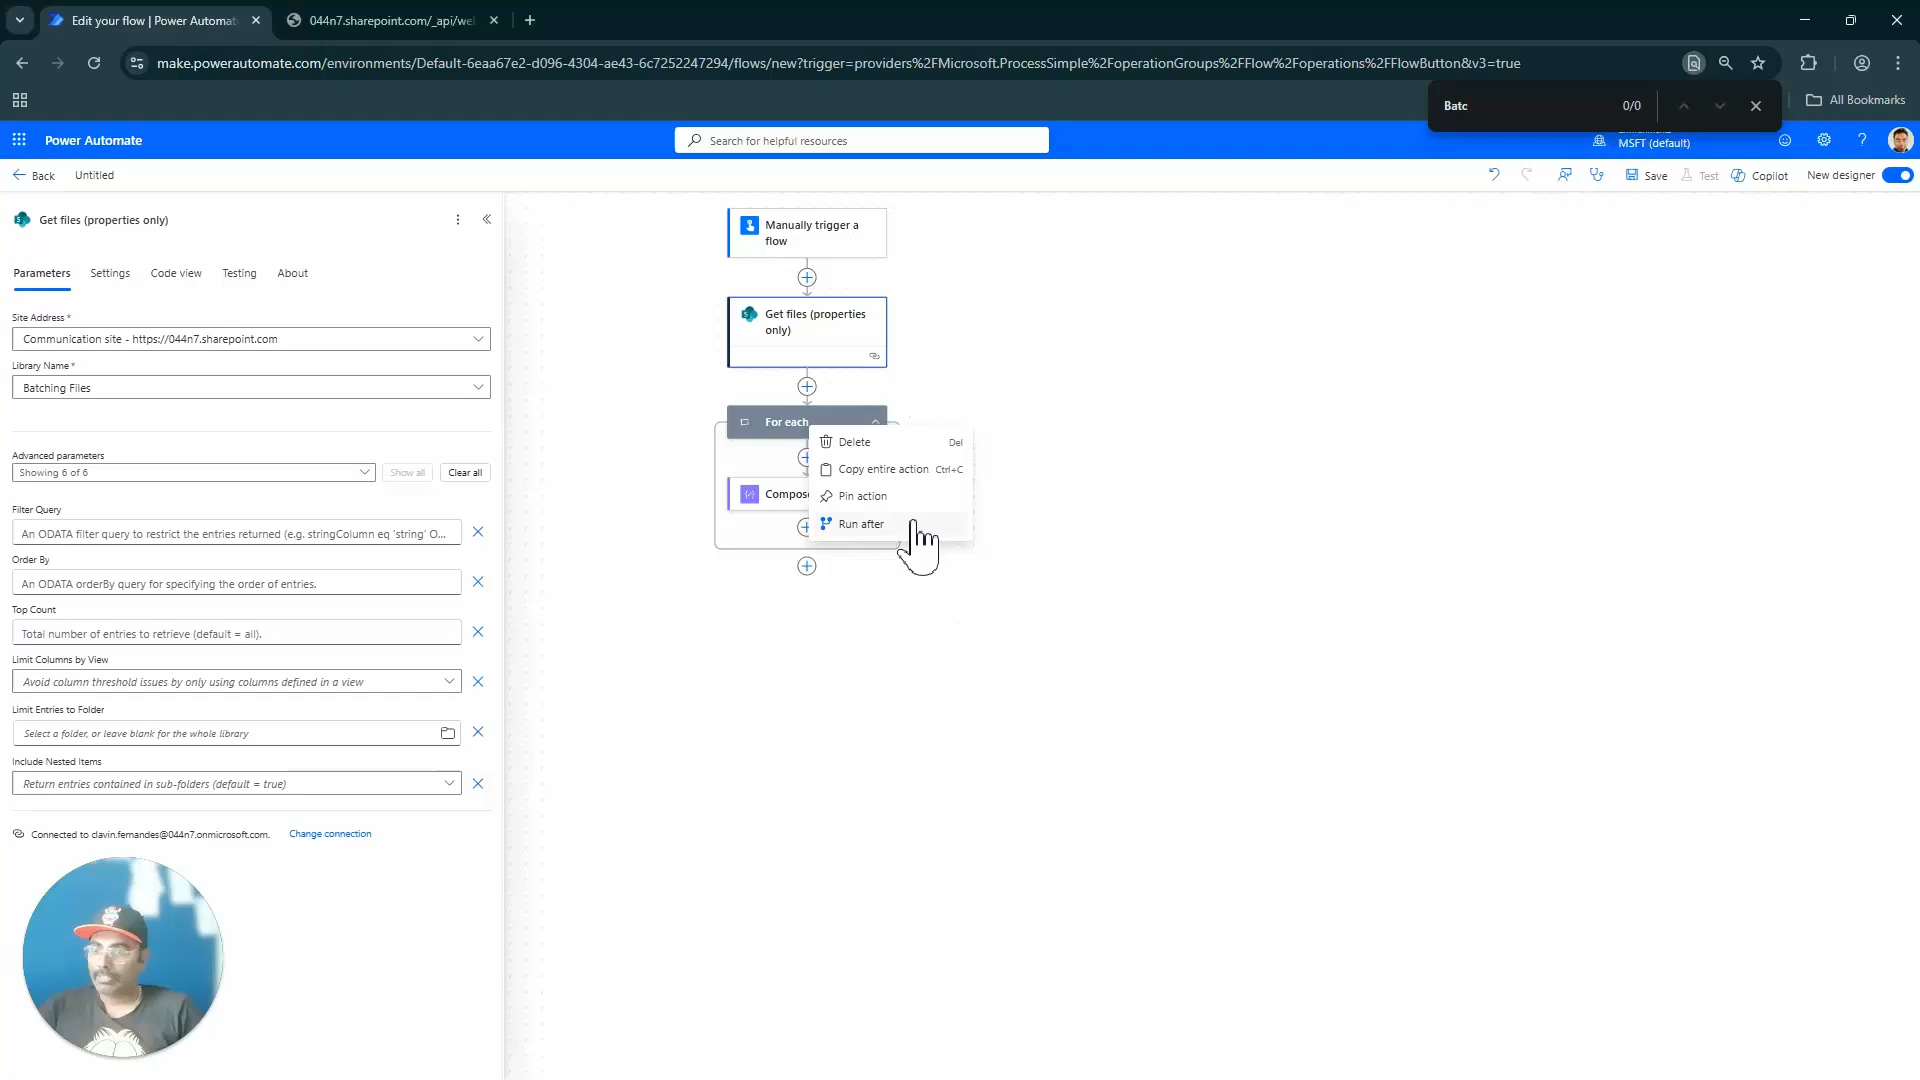 Edit your flow | Power Automat
044n7.sharepoint.com/_api/we
make.powerautomate.com/environments/Default-6eaa67e2-d096-4304-ae43-6c7252247294/flows/new?trigger=providers%2FMicrosoft.ProcessSimple%2FoperationGroups%2FFlow%2Foperations%2FFlowButton&v3=true
Batc
0/0
All Bookmarks
Power Automate
Search for helpful resources
MSFT (default)
Back
Untitled
Save
Test
Copilot
New designer
Get files (properties only)
Parameters
Settings
Code view
Testing
About
Site Address *
Communication site - https://044n7.sharepoint.com
Library Name *
Batching Files
Advanced parameters
Showing 6 of 6
Show all
Clear all
Filter Query
An ODATA filter query to restrict the entries returned (e.g. stringColumn eq 'string' O...
Order By
An ODATA orderBy query for specifying the order of entries.
Top Count
Total number of entries to retrieve (default = all).
Limit Columns by View
Avoid column threshold issues by only using columns defined in a view
Limit Entries to Folder
Select a folder, or leave blank for the whole library
Include Nested Items
Return entries contained in sub-folders (default = true)
Connected to clavin.fernandes@044n7.onmicrosoft.com.
Change connection
Manually trigger a
flow
Get files (properties
only)
For each
Compose
Delete
Del
Copy entire action
Ctrl+C
Pin action
Run after